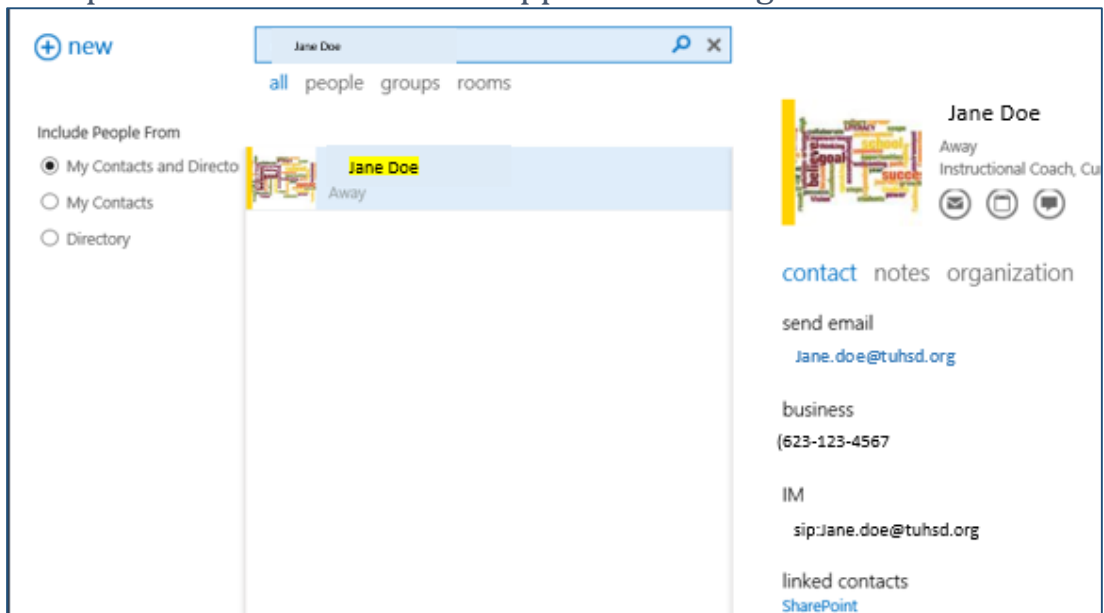 new
Jane Doe
all people groups rooms
Include People From
My Contacts and Directo
My Contacts
Directory
Jane Doe
Away
Jane Doe
Away
Instructional Coach, Cu
contact notes organization
send email
Jane.doe@tuhsd.org
business
(623-123-4567
IM
sip:Jane.doe@tuhsd.org
linked contacts
SharePoint